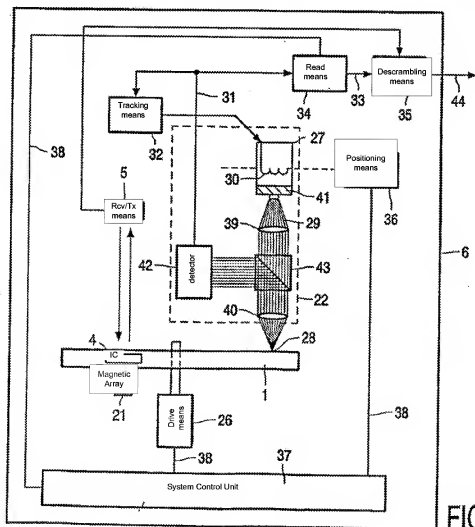 Read
means
34
33
Descrambling
means
35
44
31
Tracking
means
32
38
27
30
41
Positioning
means
36
5
Rcv/Tx
means
29
39
42
detector
43
22
6
40
28
4
IC
Magnetic
Array
21
1
Drive
means
26
38
38
37
System Control Unit
FIG